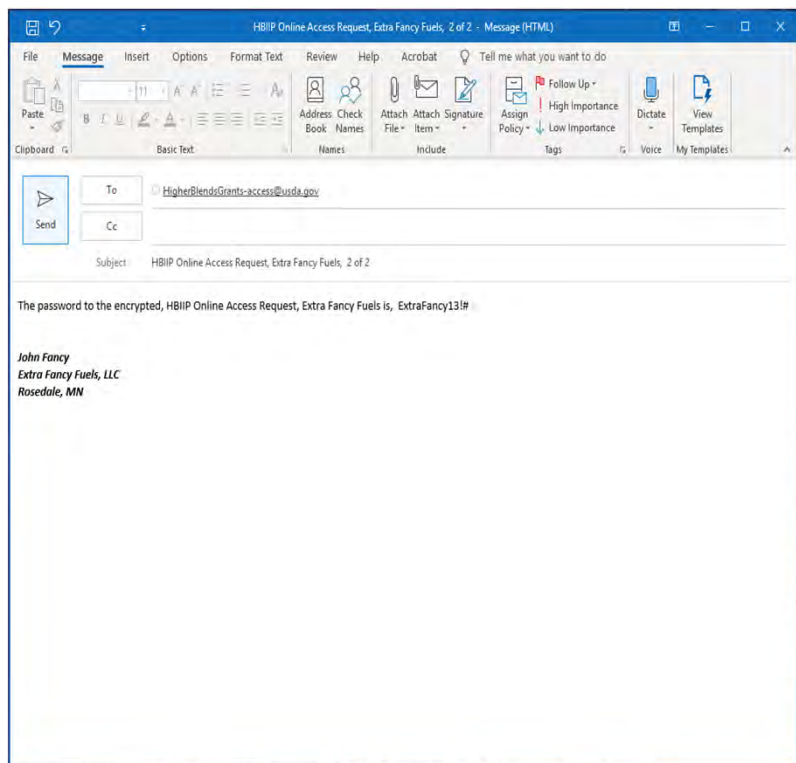 HBIIP Online Access Request, Extra Fancy Fuels, 2 of 2 - Message (HTML)
File Message Insert Options Format Text Review Help Acrobat Tell me what you want to do
Paste
11
B I U
Address Book
Check Names
Attach File
Attach Item
Signature
Assign Policy
Follow Up
High Importance
Low Importance
Dictate
View Templates
Clipboard Basic Text Names Include Tags Voice My Templates
Send
To HigherBlendsGrants-access@usda.gov
Cc
Subject HBIIP Online Access Request, Extra Fancy Fuels, 2 of 2
The password to the encrypted, HBIIP Online Access Request, Extra Fancy Fuels is, ExtraFancy13!#
John Fancy
Extra Fancy Fuels, LLC
Rosedale, MN